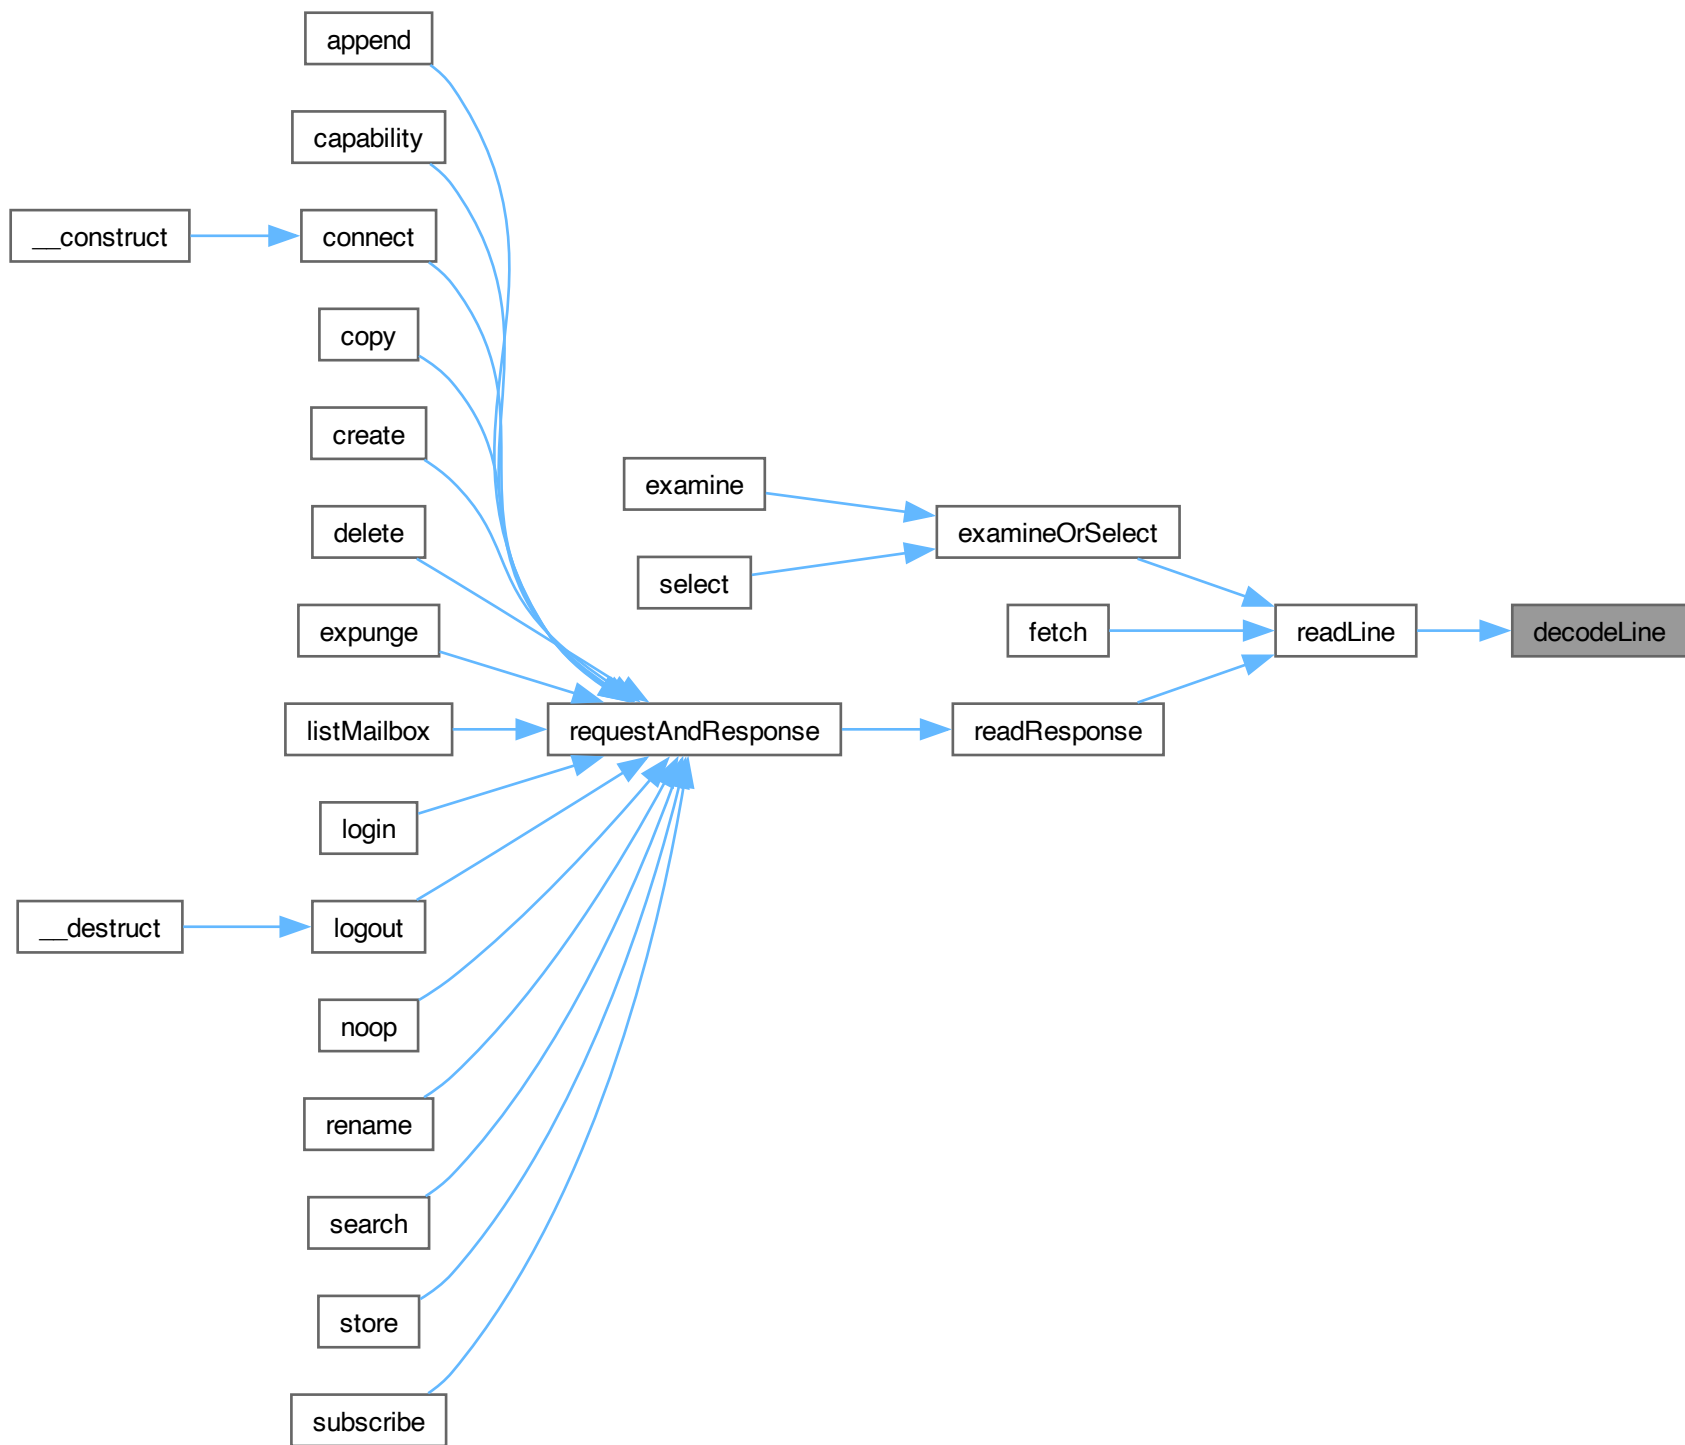 append
capability
__construct
connect
copy
create
examine
delete
examineOrSelect
select
expunge
fetch
readLine
decodeLine
listMailbox
requestAndResponse
readResponse
login
__destruct
logout
noop
rename
search
store
subscribe